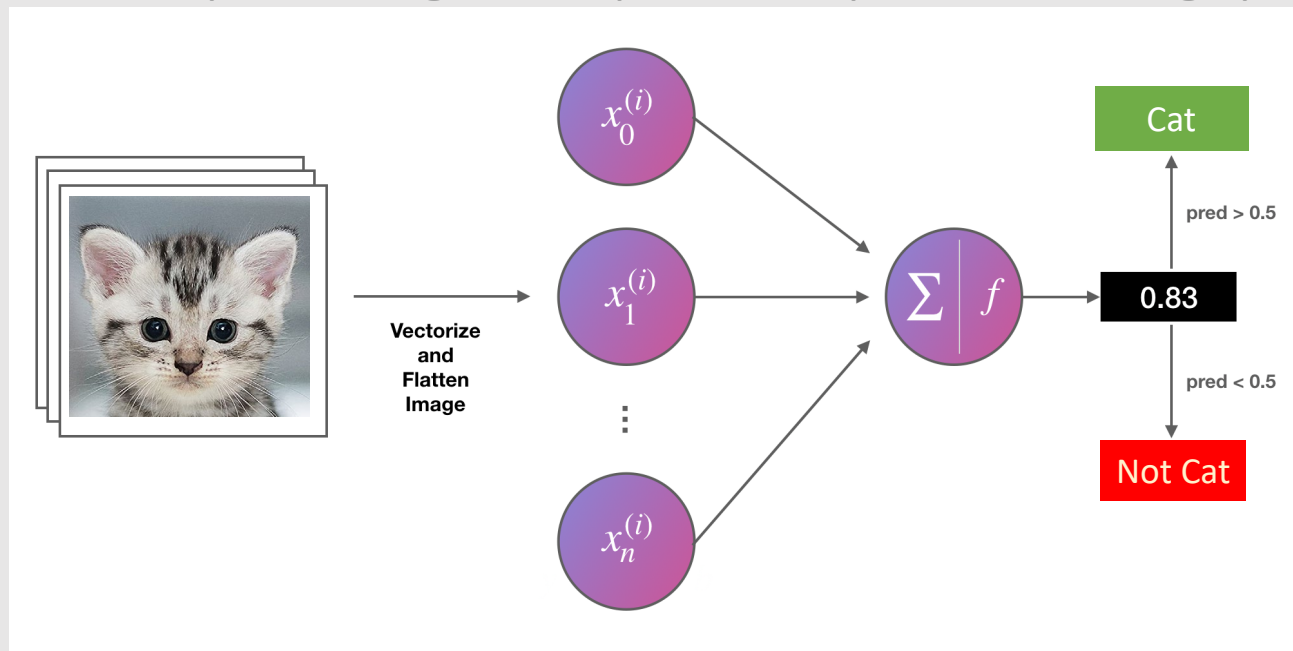 x_0^{(i)}
Cat
pred > 0.5
x_1^{(i)}
Σ | f
0.83
Vectorize
and
Flatten
Image
pred < 0.5
⋮
Not Cat
x_n^{(i)}